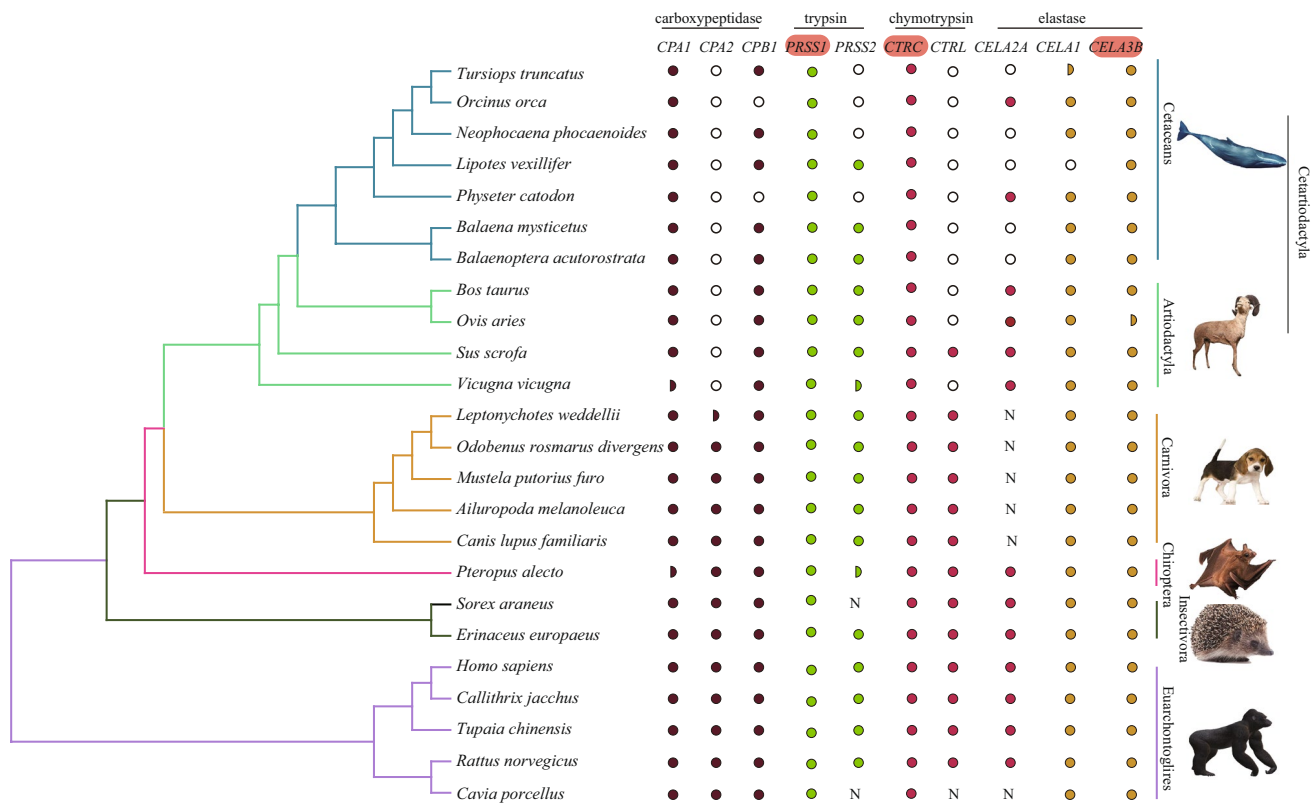 carboxypeptidase trypsin chymotrypsin elastase
CPA1 CPA2 CPB1 PRSS1 PRSS2 CTRC CTRL CELA2A CELA1 CELA3B
Tursiops truncatus
Orcinus orca
Neophocaena phocaenoides
Lipotes vexillifer
Physeter catodon
Balaena mysticetus
Balaenoptera acutorostrata
Bos taurus
Ovis aries
Sus scrofa
Vicugna vicugna
Leptonychotes weddellii N
Odobenus rosmarus divergens N
Mustela putorius furo N
Ailuropoda melanoleuca N
Canis lupus familiaris N
Pteropus alecto
Sorex araneus N
Erinaceus europaeus
Homo sapiens
Callithrix jacchus
Tupaia chinensis
Rattus norvegicus
Cavia porcellus N N N
Cetaceans
Artiodactyla
Carnivora
Chiroptera
Insectivora
Euarchontoglires
Cetartiodactyla